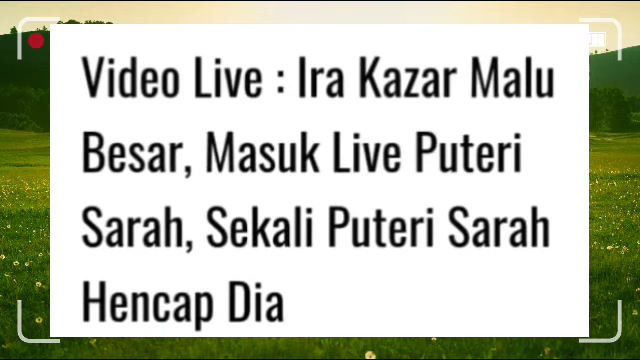 Video Live : Ira Kazar Malu
Besar, Masuk Live Puteri
Sarah, Sekali Puteri Sarah
Hencap Dia